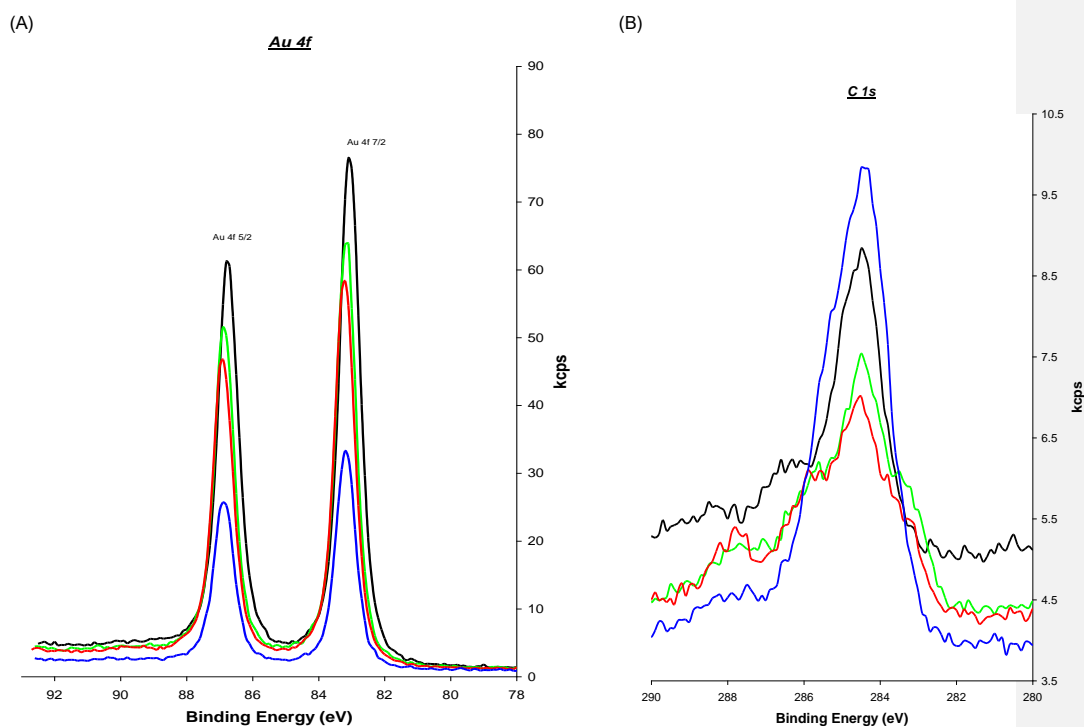 (A)
Au 4f
90
80
70
60
50
40
30
20
10
0
kcps
Au 4f 7/2
Au 4f 5/2
92 90 88 86 84 82 80 78
Binding Energy (eV)
(B)
C 1s
10.5
9.5
8.5
7.5
6.5
5.5
4.5
3.5
kcps
290 288 286 284 282 280
Binding Energy (eV)